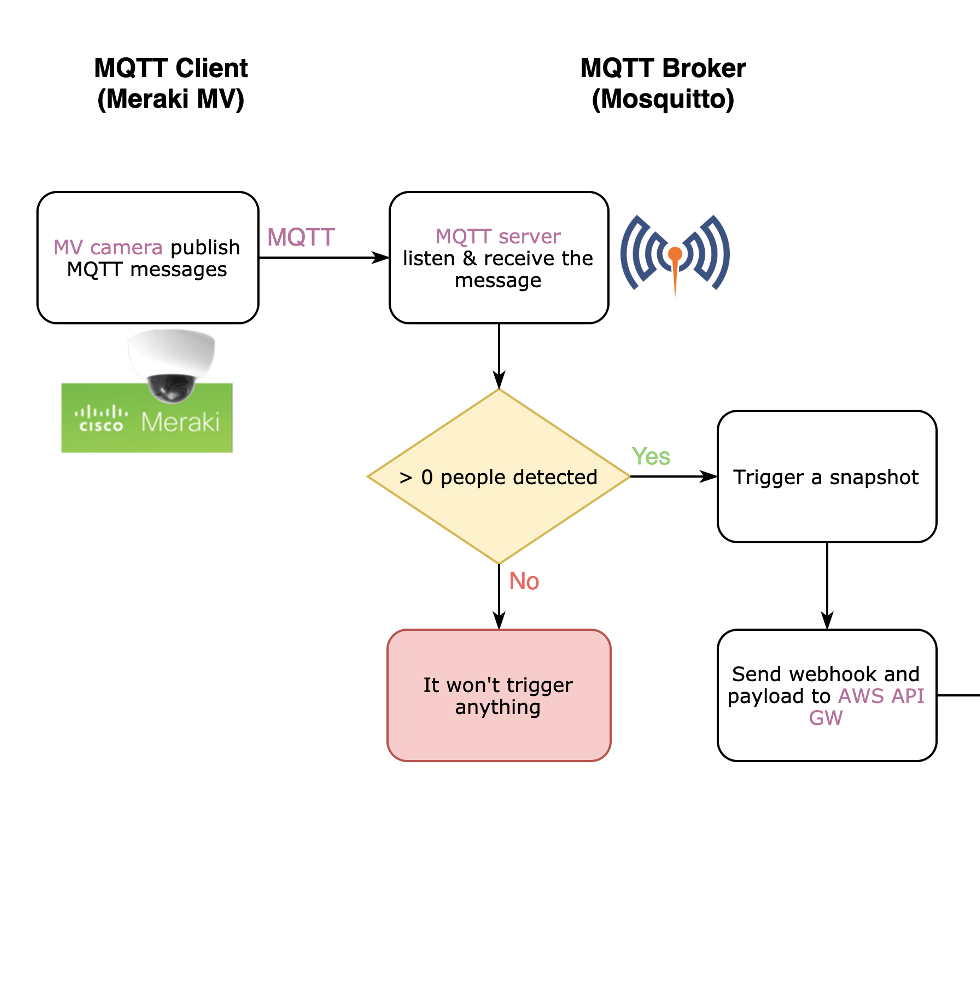 MQTT Client
(Meraki MV)
MQTT Broker
(Mosquitto)
MV camera publish
MQTT messages
MQTT
MQTT server
listen & receive the
message
cisco Meraki
> 0 people detected
Yes
Trigger a snapshot
No
It won't trigger
anything
Send webhook and
payload to AWS API
GW